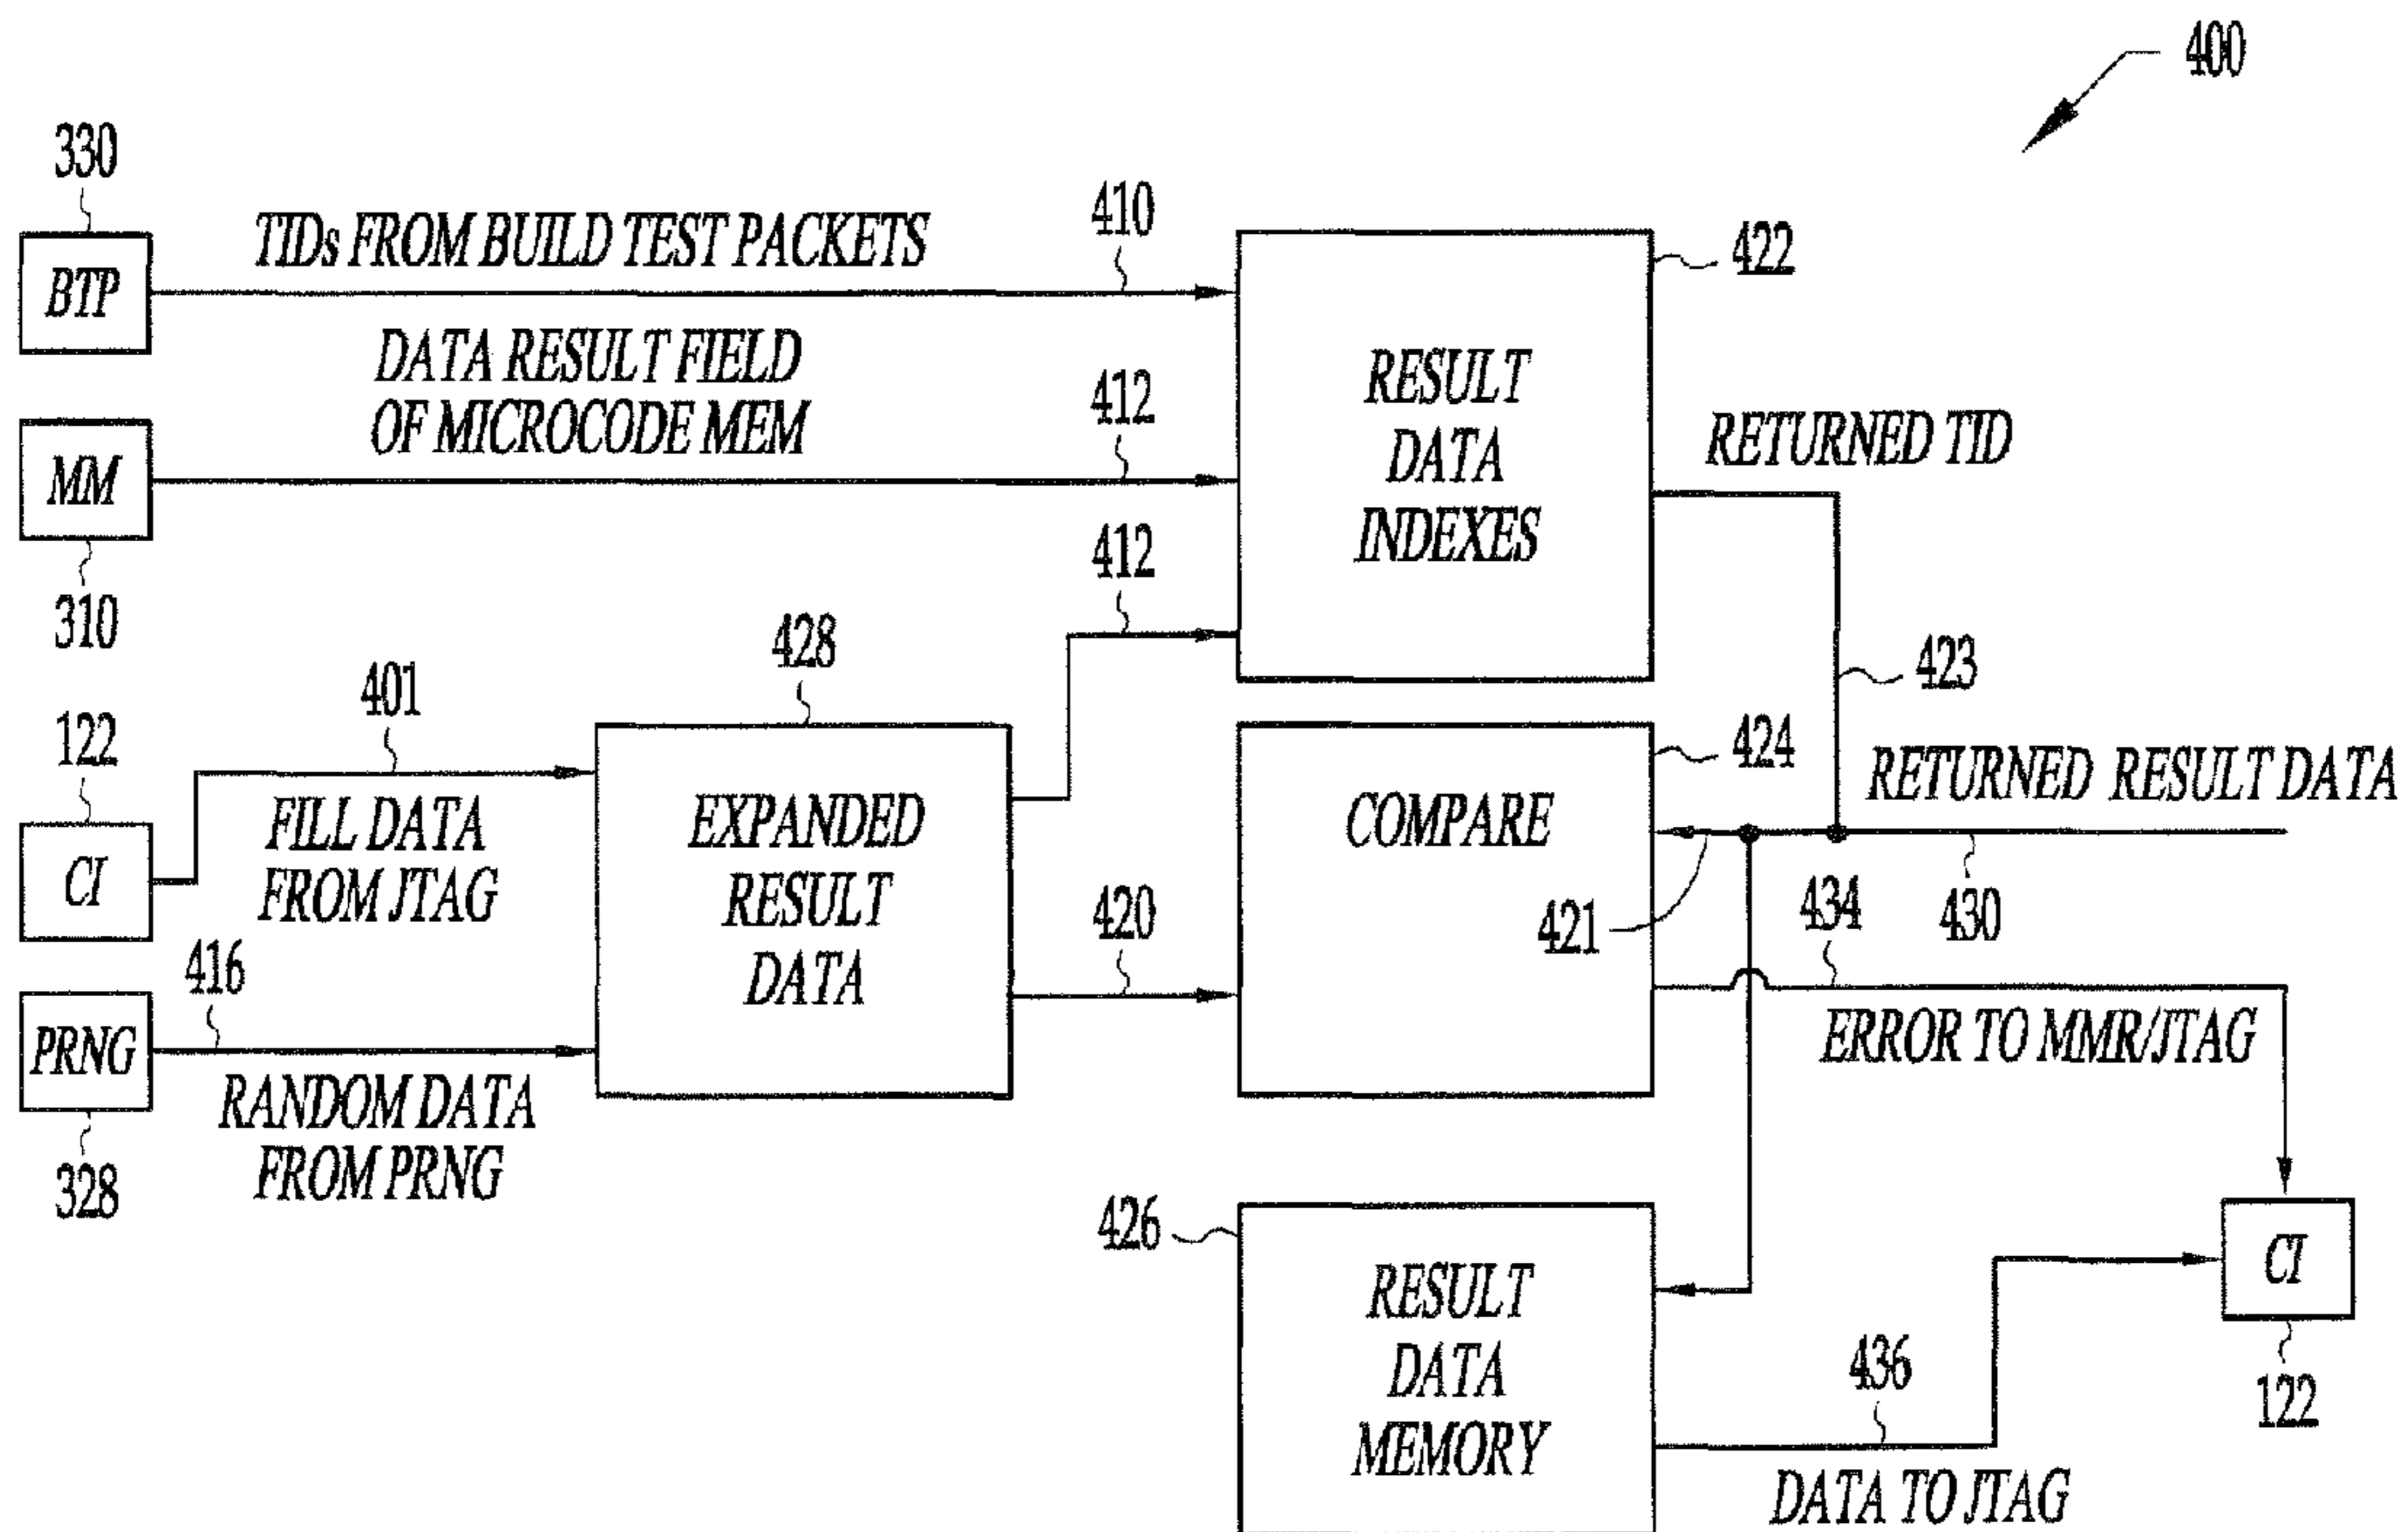 400
330
TIDs FROM BUILD TEST PACKETS
410
BTP
422
DATA RESULT FIELD
OF MICROCODE MEM
412
MM
310
RESULT
DATA
INDEXES
RETURNED TID
412
423
428
401
122
CI
FILL DATA
FROM JTAG
EXPANDED
RESULT
DATA
424
COMPARE
RETURNED RESULT DATA
421
430
434
420
416
PRNG
328
RANDOM DATA
FROM PRNG
ERROR TO MMR/JTAG
426
RESULT
DATA
MEMORY
CI
122
436
DATA TO JTAG